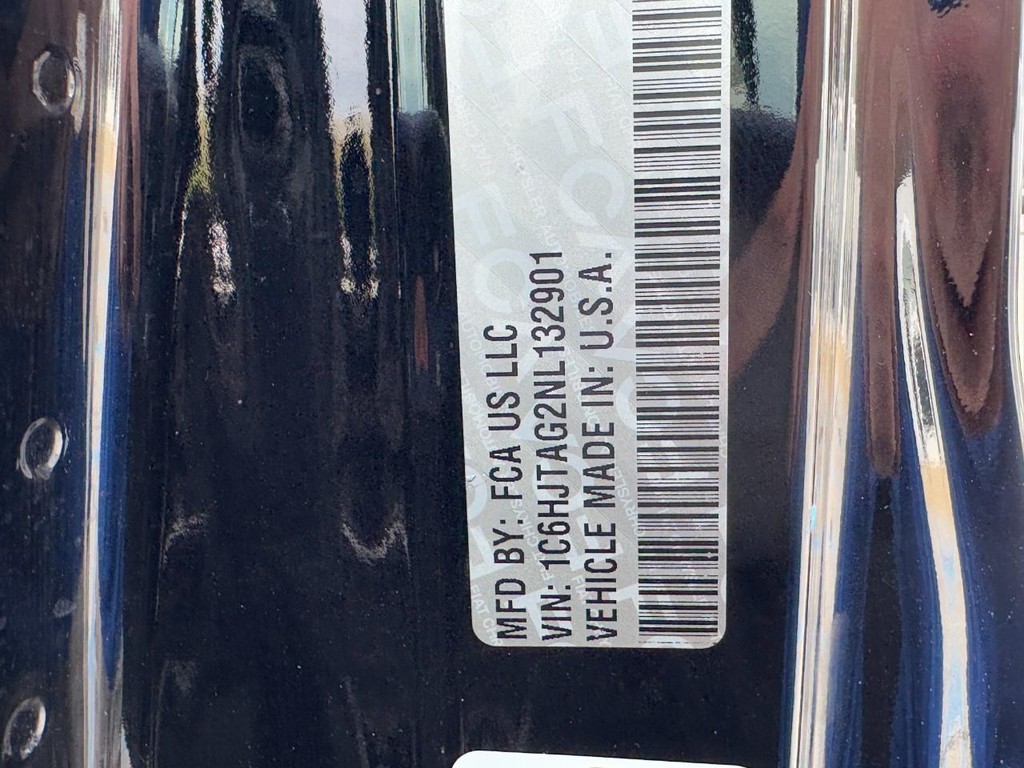 MFD BY: FCA US LLC
VIN: 1C6HJTAG2NL132901
VEHICLE MADE IN: U.S.A.